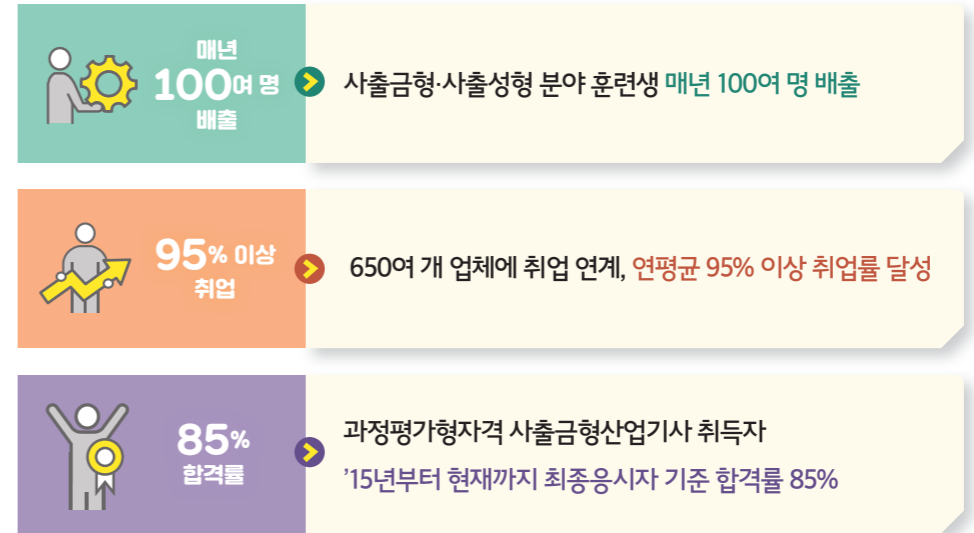 매년
100여 명
배출
사출금형·사출성형 분야 훈련생 매년 100여 명 배출
95% 이상
취업
650여 개 업체에 취업 연계, 연평균 95% 이상 취업률 달성
85%
합격률
과정평가형자격 사출금형산업기사 취득자
’15년부터 현재까지 최종응시자 기준 합격률 85%